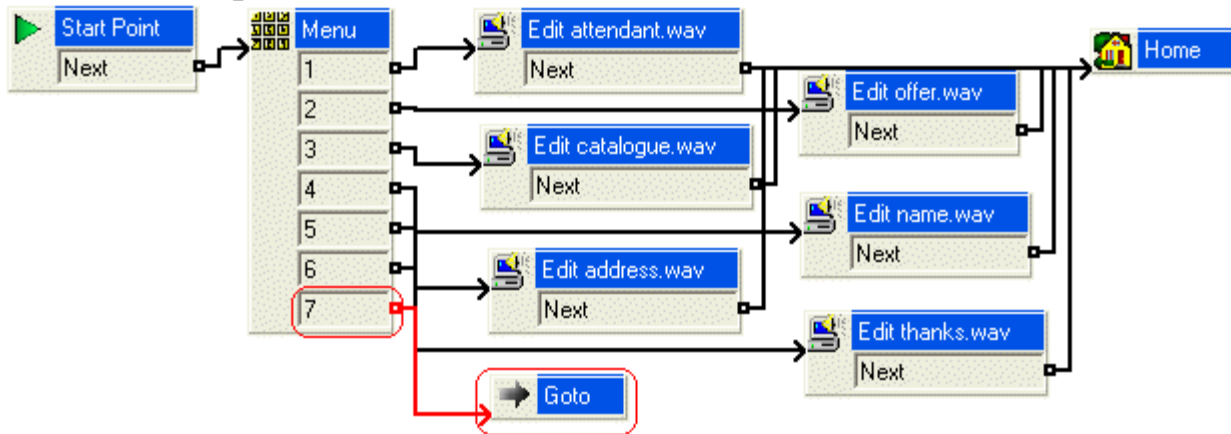 Start Point
Next
Menu
1
2
3
4
5
6
7
Edit attendant.wav
Next
Edit catalogue.wav
Next
Edit address.wav
Next
Goto
Edit offer.wav
Next
Edit name.wav
Next
Edit thanks.wav
Next
Home